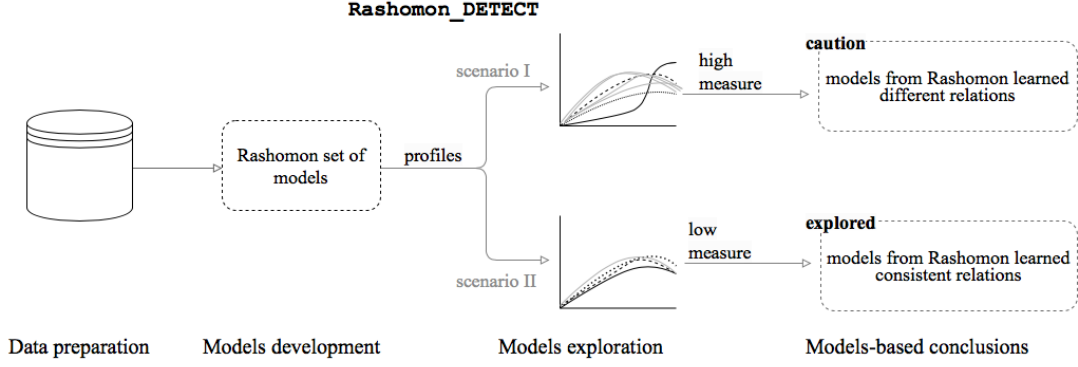 Rashomon_DETECT
scenario I
high
measure
caution
models from Rashomon learned
different relations
Rashomon set of
models
profiles
scenario II
low
measure
explored
models from Rashomon learned
consistent relations
Data preparation
Models development
Models exploration
Models-based conclusions